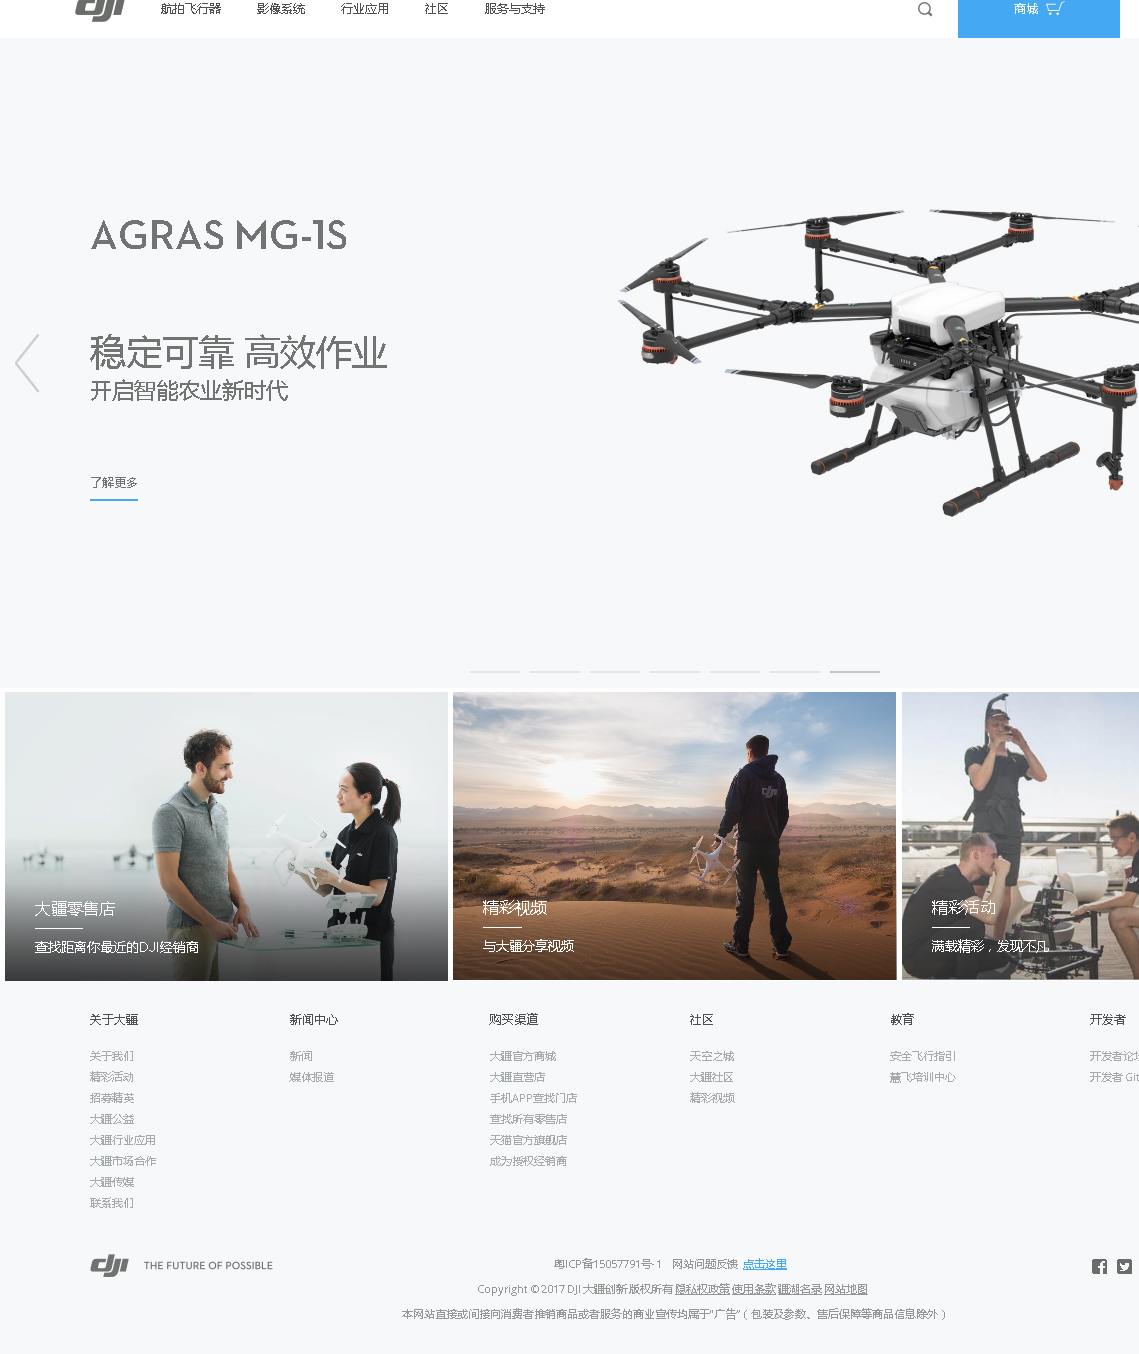 dji 航拍飞行器 影像系统 行业应用 社区 服务与支持 商城
AGRAS MG-1S
稳定可靠 高效作业
开启智能农业新时代
了解更多
大疆零售店
查找距离你最近的DJI经销商
精彩视频
与大疆分享视频
精彩活动
满载精彩，发现不凡
关于大疆
关于我们
精彩活动
招募精英
大疆公益
大疆行业应用
大疆市场合作
大疆传媒
联系我们
新闻中心
新闻
媒体报道
购买渠道
大疆官方商城
大疆直营店
手机APP查找门店
查找所有零售店
天猫官方旗舰店
成为授权经销商
社区
天空之城
大疆社区
精彩视频
教育
安全飞行指引
慧飞培训中心
开发者
开发者论坛
开发者 Git
dji THE FUTURE OF POSSIBLE
粤ICP备15057791号-1 网站问题反馈 点击这里
Copyright © 2017 DJI 大疆创新 版权所有 隐私权政策 使用条款 疆湖名录 网站地图
本网站直接或间接向消费者推销商品或者服务的商业宣传均属于“广告”（包装及参数、售后保障等商品信息除外）